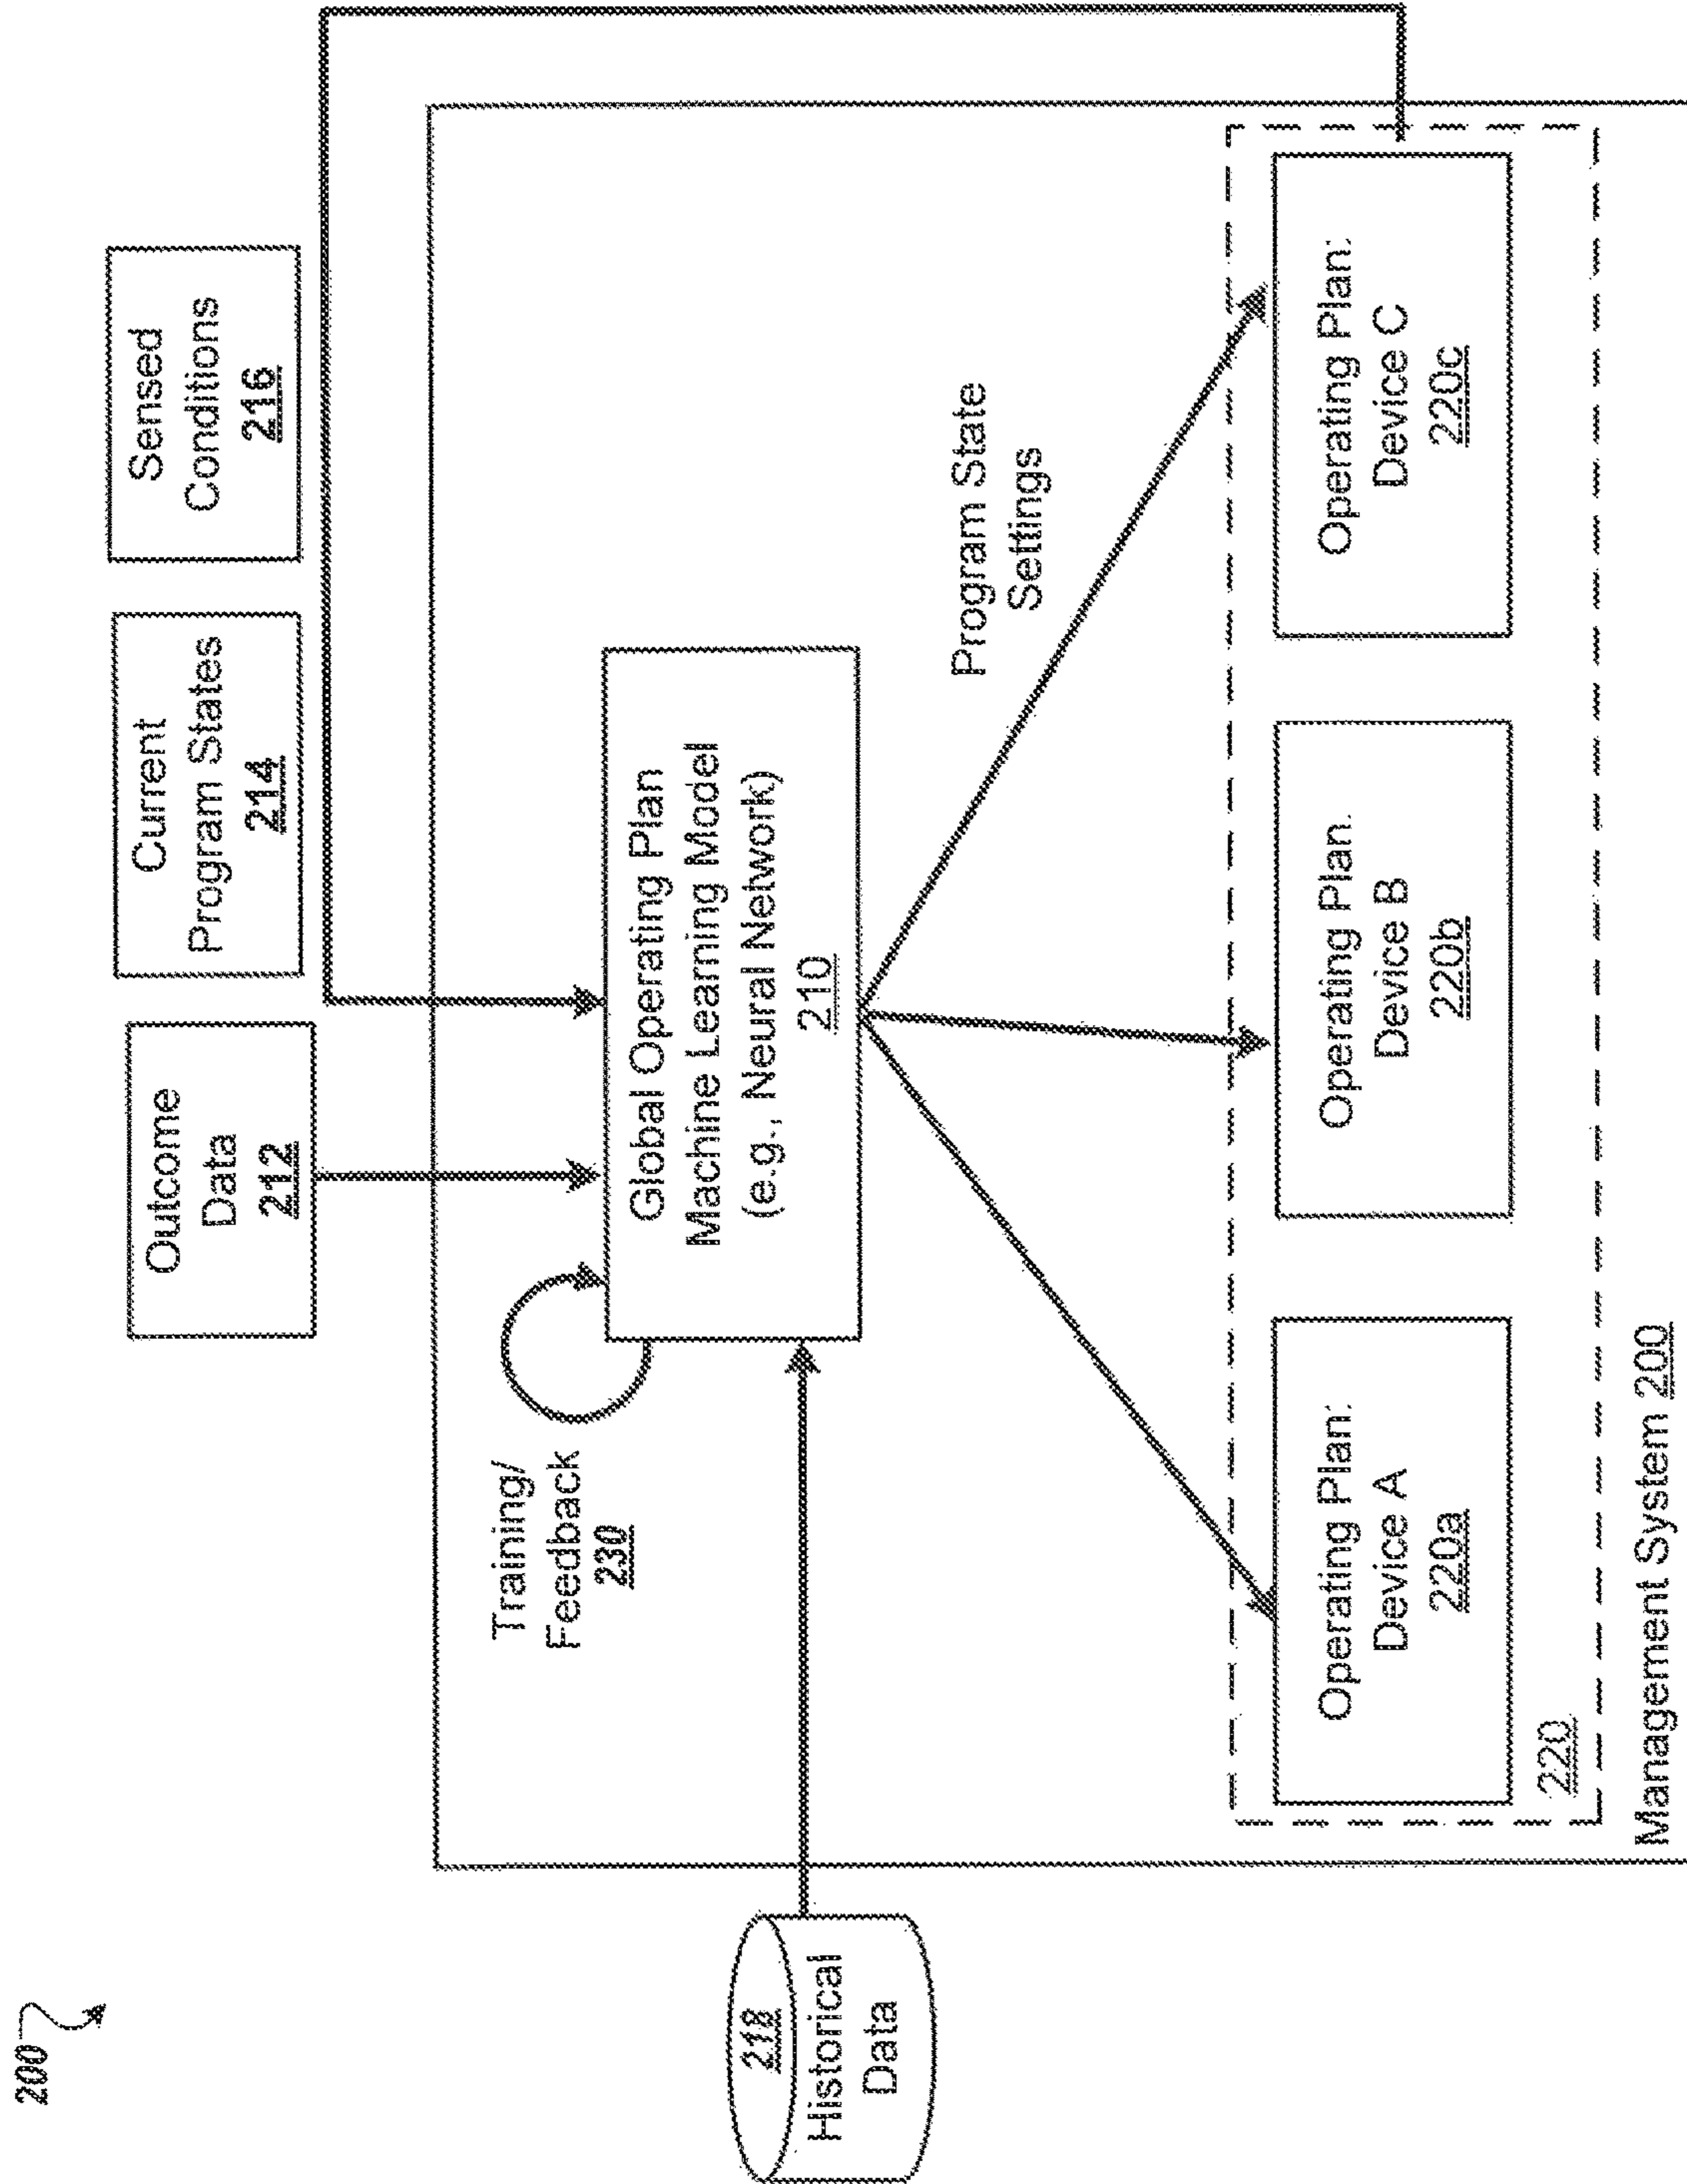 200
Outcome
Data
212
Current
Program States
214
Sensed
Conditions
216
Training/
Feedback
230
Global Operating Plan
Machine Learning Model
(e.g., Neural Network)
210
218
Historical
Data
Program State
Settings
Operating Plan:
Device A
220a
Operating Plan:
Device B
220b
Operating Plan:
Device C
220c
220
Management System 200